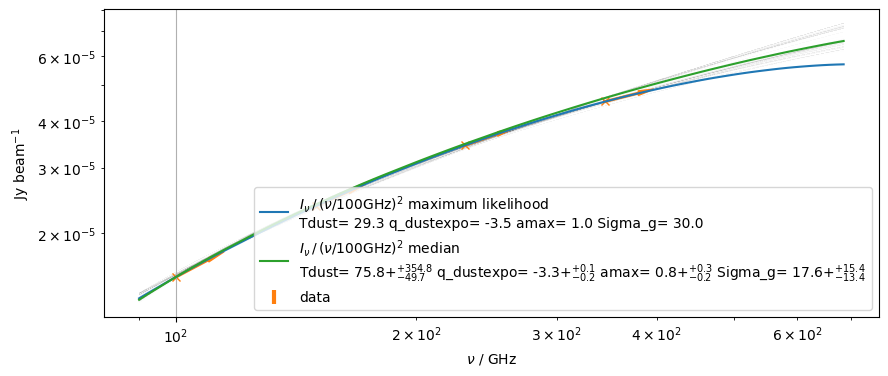 6 × 10⁻⁵
4 × 10⁻⁵
3 × 10⁻⁵
2 × 10⁻⁵
Jy beam⁻¹
I_ν / (ν/100GHz)² maximum likelihood
Tdust= 29.3 q_dustexpo= -3.5 amax= 1.0 Sigma_g= 30.0
I_ν / (ν/100GHz)² median
Tdust= 75.8+₋₄₉.₇⁺³⁵⁴·⁸ q_dustexpo= -3.3+₋₀.₂⁺⁰·¹ amax= 0.8+₋₀.₂⁺⁰·³ Sigma_g= 17.6+₋₁₃.₄⁺¹⁵·⁴
data
10² 2 × 10² 3 × 10² 4 × 10² 6 × 10²
ν / GHz